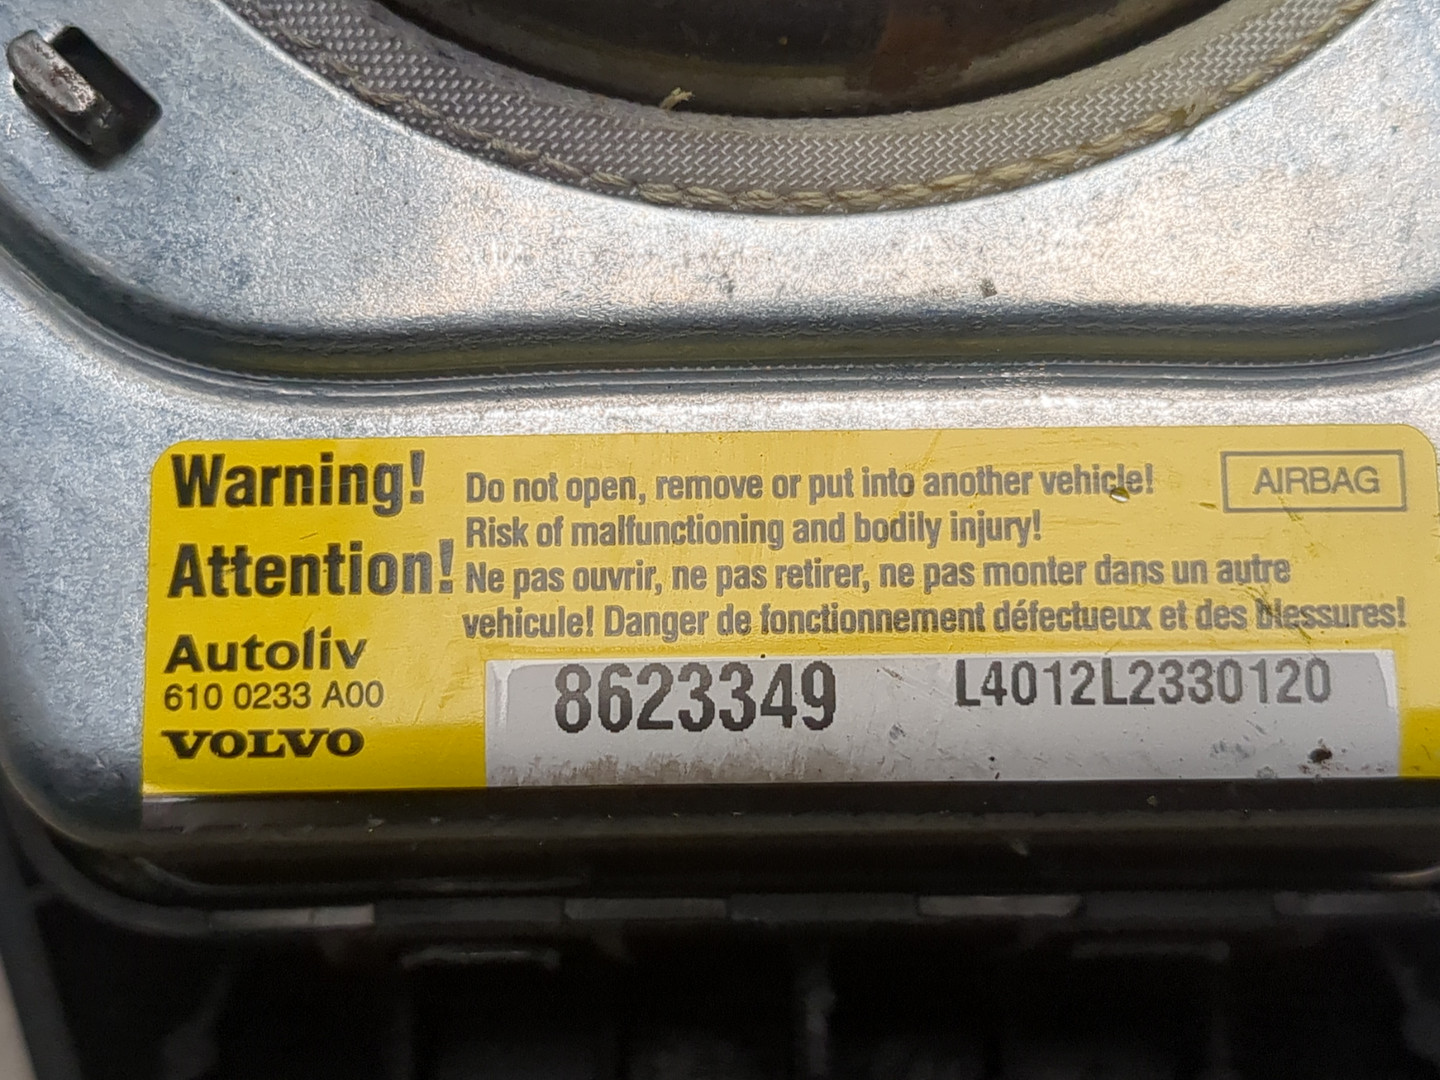 Warning!
Do not open, remove or put into another vehicle!
Risk of malfunctioning and bodily injury!
AIRBAG
Attention!
Ne pas ouvrir, ne pas retirer, ne pas monter dans un autre
vehicule! Danger de fonctionnement défectueux et des blessures!
Autoliv
610 0233 A00
VOLVO
8623349
L4012L2330120